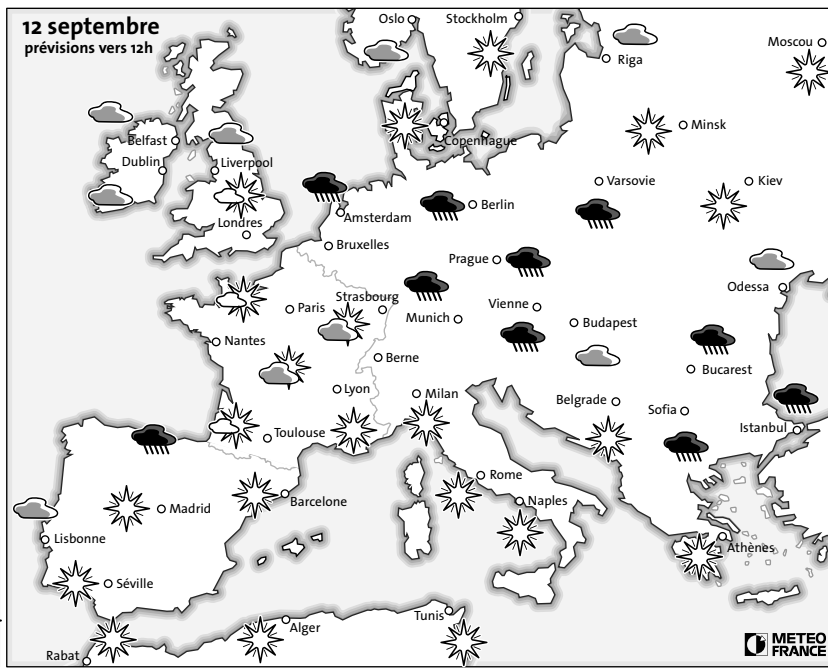 12 septembre
prévisions vers 12h
Oslo
Stockholm
Moscou
Riga
Minsk
Copenhague
Belfast
Dublin
Liverpool
Londres
Amsterdam
Berlin
Varsovie
Kiev
Bruxelles
Prague
Odessa
Paris
Strasbourg
Munich
Vienne
Budapest
Nantes
Berne
Bucarest
Lyon
Milan
Belgrade
Sofia
Istanbul
Toulouse
Rome
Naples
Madrid
Barcelone
Lisbonne
Athènes
Séville
Alger
Tunis
Rabat
METEO
FRANCE